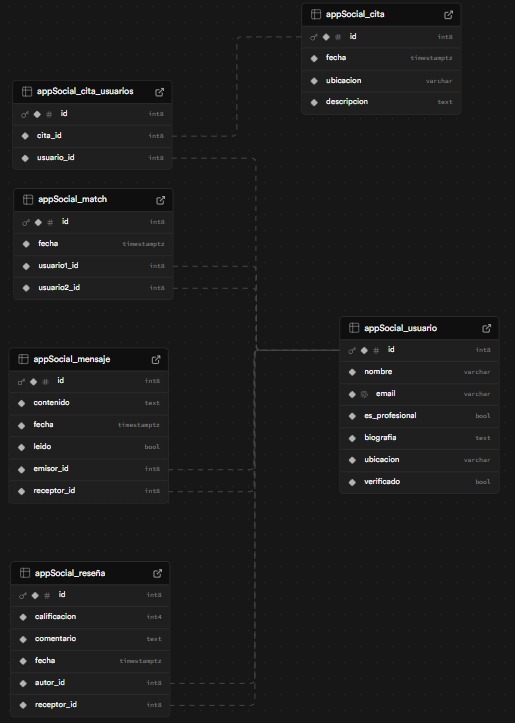 appSocial_cita
id int8
fecha timestamptz
ubicacion varchar
descripcion text
appSocial_cita_usuarios
id int8
cita_id int8
usuario_id int8
appSocial_match
id int8
fecha timestamptz
usuario1_id int8
usuario2_id int8
appSocial_usuario
id int8
nombre varchar
email varchar
es_profesional bool
biografia text
ubicacion varchar
verificado bool
appSocial_mensaje
id int8
contenido text
fecha timestamptz
leido bool
emisor_id int8
receptor_id int8
appSocial_reseña
id int8
calificacion int4
comentario text
fecha timestamptz
autor_id int8
receptor_id int8